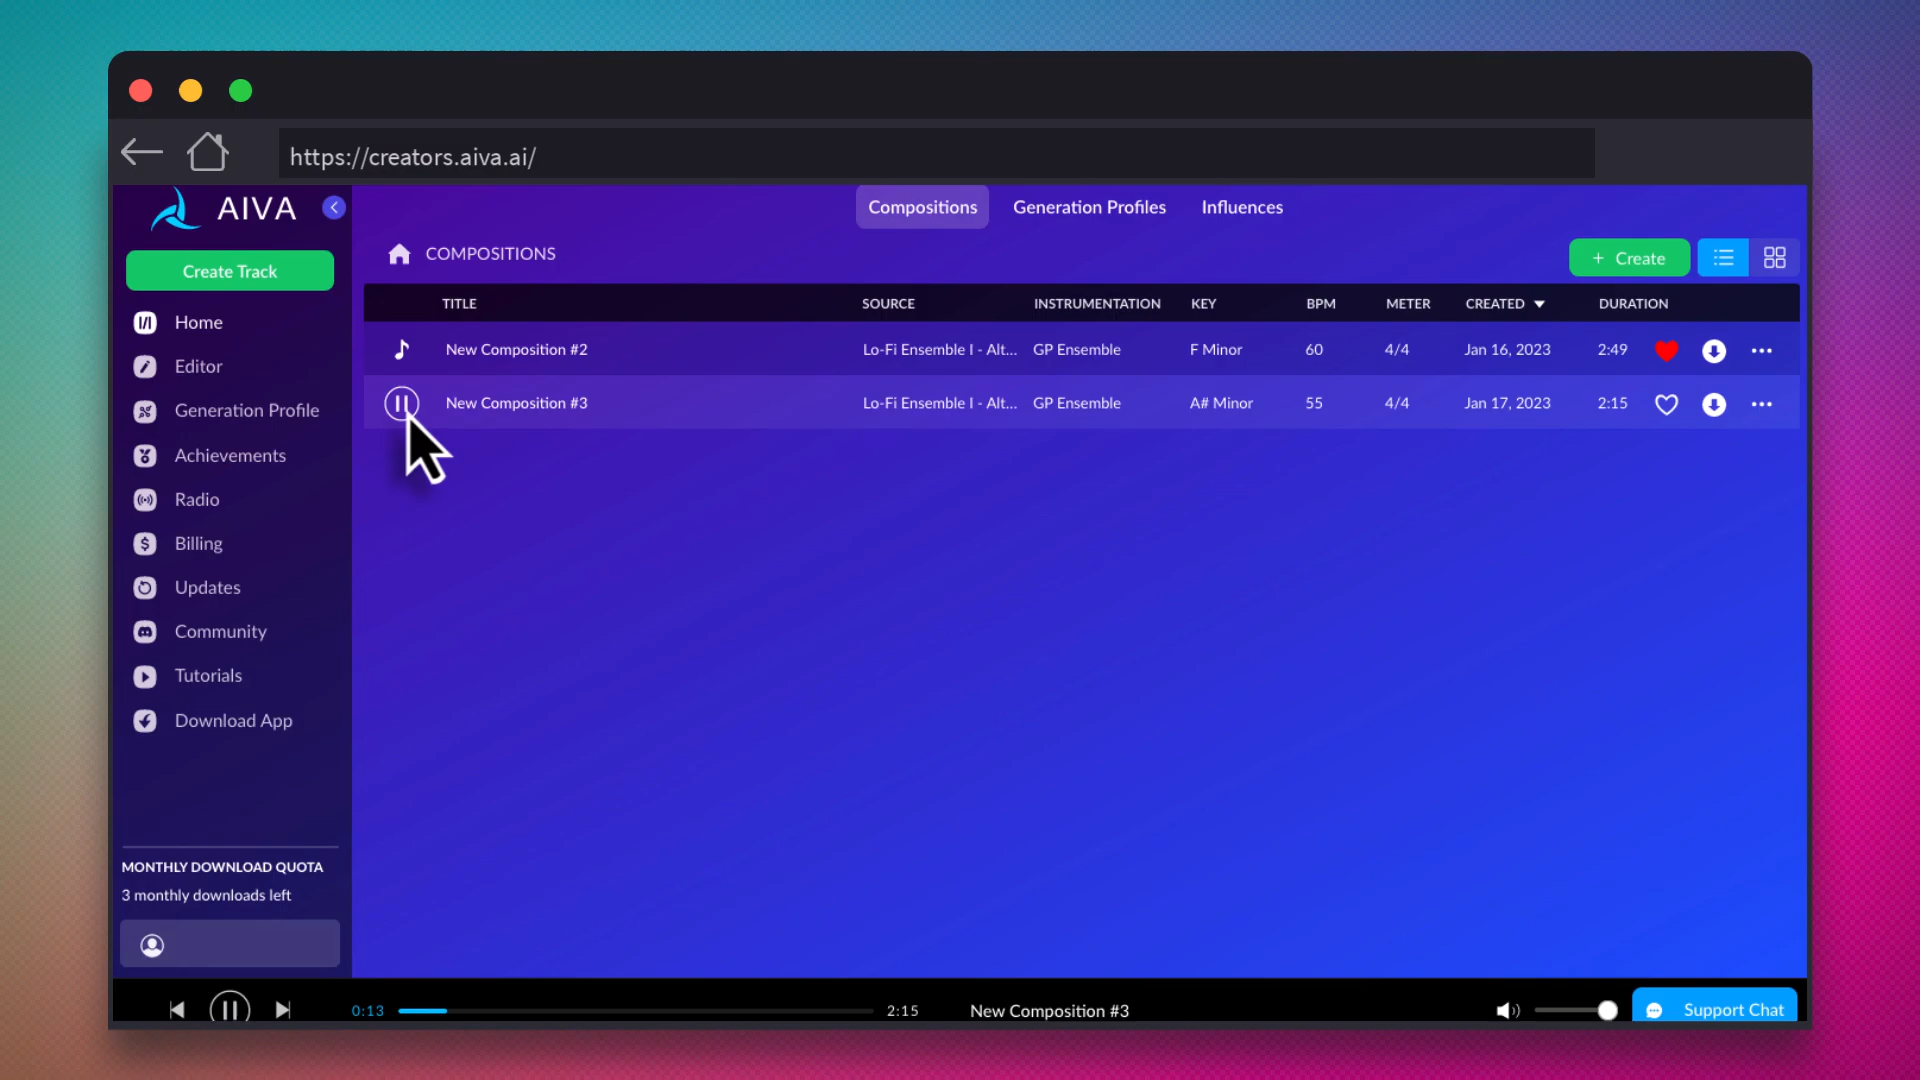 https://creators.aiva.ai/
AIVA
Compositions Generation Profiles Influences
COMPOSITIONS
+ Create
Create Track
TITLE SOURCE INSTRUMENTATION KEY BPM METER CREATED DURATION
New Composition #2 Lo-Fi Ensemble I - Alt... GP Ensemble F Minor 60 4/4 Jan 16, 2023 2:49
New Composition #3 Lo-Fi Ensemble I - Alt... GP Ensemble A# Minor 55 4/4 Jan 17, 2023 2:15
Home
Editor
Generation Profile
Achievements
Radio
Billing
Updates
Community
Tutorials
Download App
MONTHLY DOWNLOAD QUOTA
3 monthly downloads left
0:13 2:15 New Composition #3 Support Chat